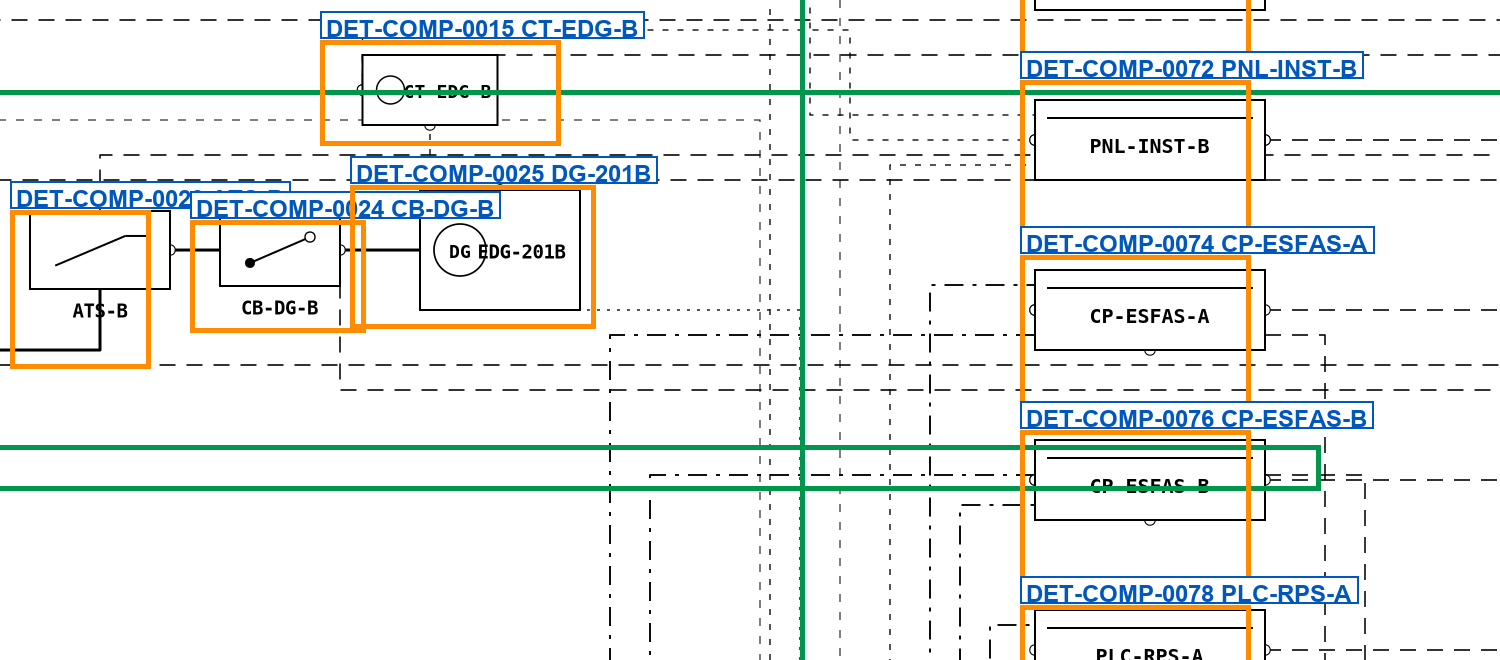 DET-COMP-0015 CT-EDG-B
CT-EDG-B
DET-COMP-0072 PNL-INST-B
PNL-INST-B
DET-COMP-0025 DG-201B
DET-COMP-0024 CB-DG-B
DG EDG-201B
ATS-B
CB-DG-B
DET-COMP-0074 CP-ESFAS-A
CP-ESFAS-A
DET-COMP-0076 CP-ESFAS-B
CP-ESFAS-B
DET-COMP-0078 PLC-RPS-A
PLC-RPS-A